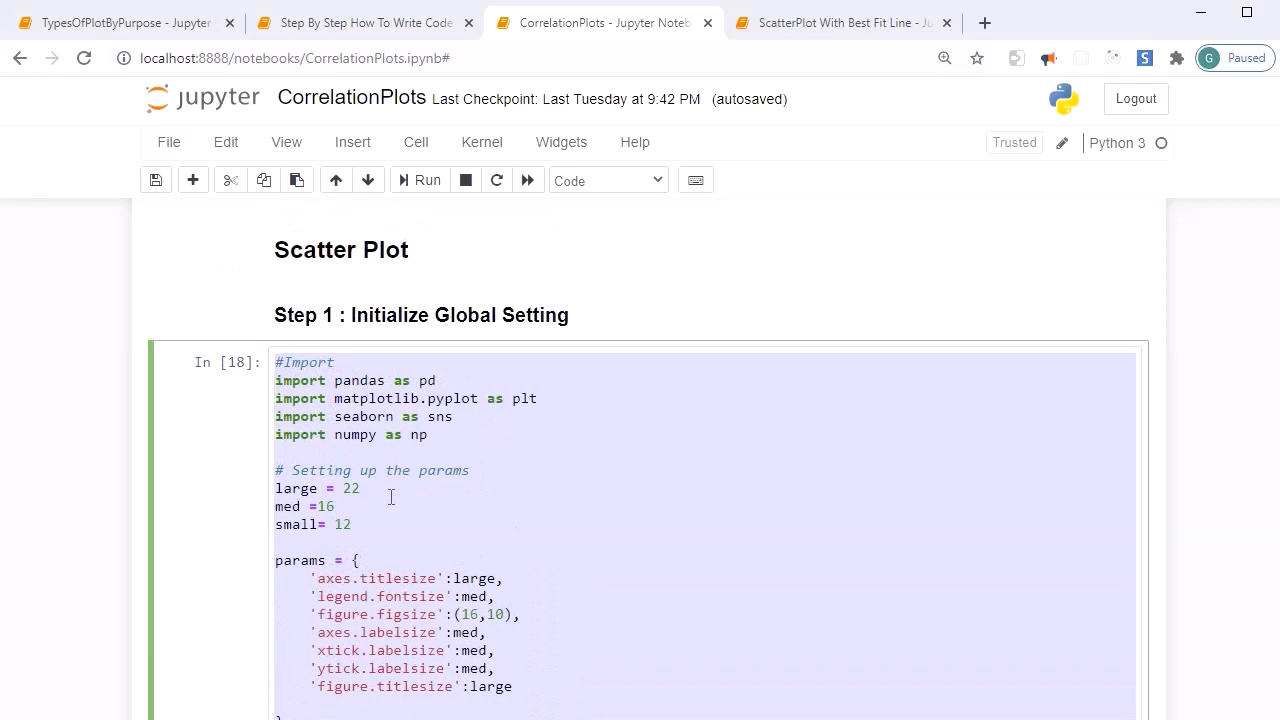 TypesOfPlotByPurpose - Jupyter
Step By Step How To Write Code
CorrelationPlots - Jupyter Noteb
ScatterPlot With Best Fit Line - Ju
localhost:8888/notebooks/CorrelationPlots.ipynb#
S
G Paused
jupyter CorrelationPlots Last Checkpoint: Last Tuesday at 9:42 PM (autosaved)
Logout
File Edit View Insert Cell Kernel Widgets Help
Trusted
Python 3
Run
Code
Scatter Plot
Step 1 : Initialize Global Setting
In [18]:
#Import
import pandas as pd
import matplotlib.pyplot as plt
import seaborn as sns
import numpy as np
# Setting up the params
large = 22
med =16
small= 12
params = {
'axes.titlesize':large,
'legend.fontsize':med,
'figure.figsize':(16,10),
'axes.labelsize':med,
'xtick.labelsize':med,
'ytick.labelsize':med,
'figure.titlesize':large
}